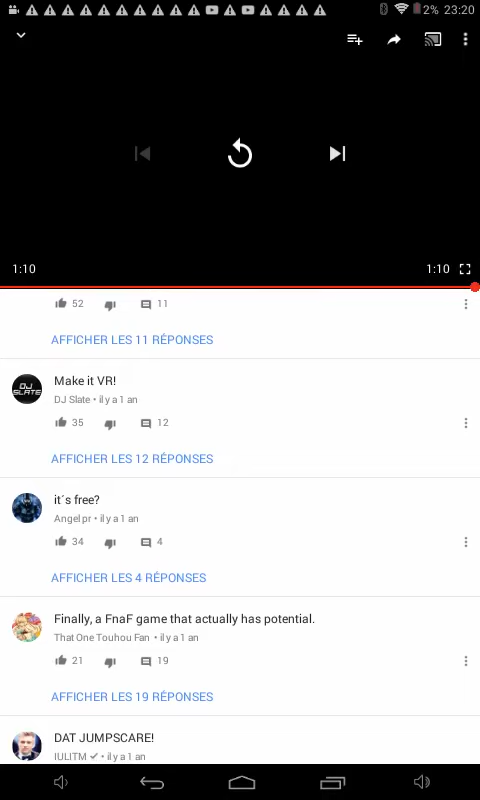 2% 23:20
1:10 1:10
52 11
AFFICHER LES 11 RÉPONSES
DJ
SLATE
Make it VR!
DJ Slate • il y a 1 an
35 12
AFFICHER LES 12 RÉPONSES
it´s free?
Angel pr • il y a 1 an
34 4
AFFICHER LES 4 RÉPONSES
Finally, a FnaF game that actually has potential.
That One Touhou Fan • il y a 1 an
21 19
AFFICHER LES 19 RÉPONSES
DAT JUMPSCARE!
IULITM ✓ • il y a 1 an